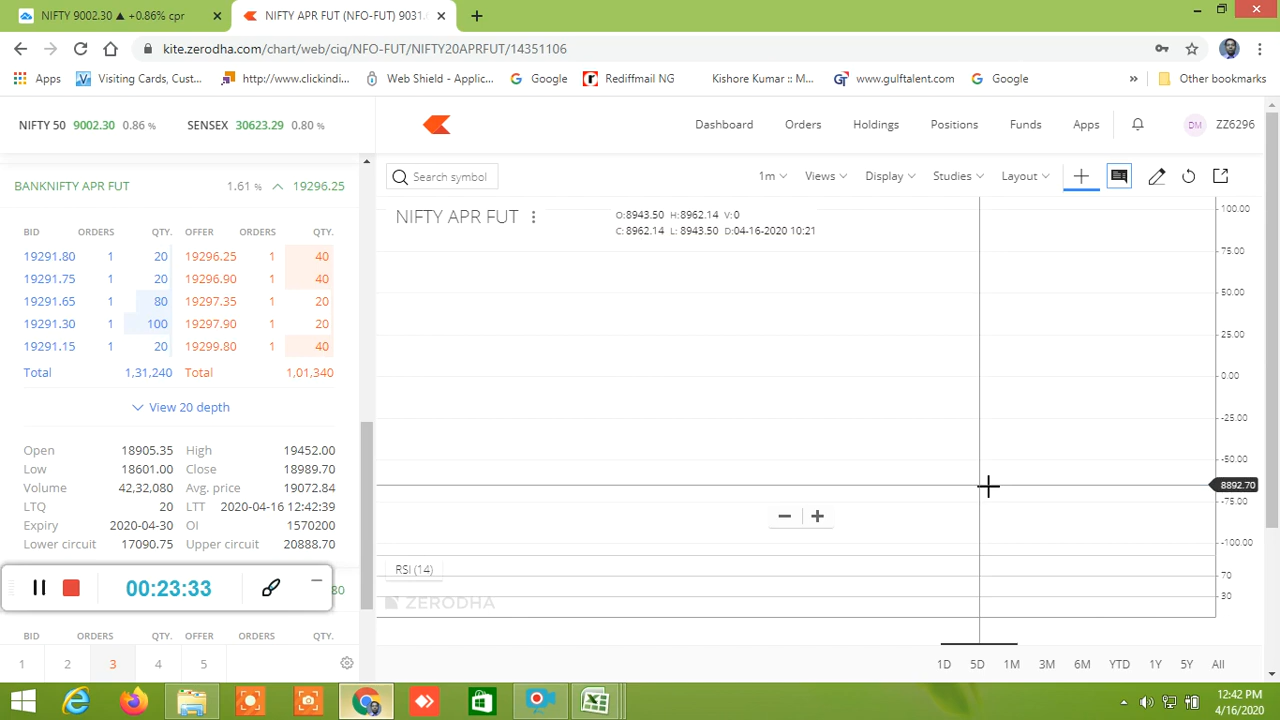 NIFTY 9002.30 ▲ +0.86% cpr
NIFTY APR FUT (NFO-FUT) 9031.
kite.zerodha.com/chart/web/ciq/NFO-FUT/NIFTY20APRFUT/14351106
Apps Visiting Cards, Cust... http://www.clickindi... Web Shield - Applic... Google Rediffmail NG Kishore Kumar :: M... www.gulftalent.com Google » Other bookmarks
NIFTY 50 9002.30 0.86 % SENSEX 30623.29 0.80 %
Dashboard Orders Holdings Positions Funds Apps DM ZZ6296
BANKNIFTY APR FUT 1.61 % 19296.25
BID ORDERS QTY. OFFER ORDERS QTY.
19291.80 1 20 19296.25 1 40
19291.75 1 20 19296.90 1 40
19291.65 1 80 19297.35 1 20
19291.30 1 100 19297.90 1 20
19291.15 1 20 19299.80 1 40
Total 1,31,240 Total 1,01,340
View 20 depth
Open 18905.35 High 19452.00
Low 18601.00 Close 18989.70
Volume 42,32,080 Avg. price 19072.84
LTQ 20 LTT 2020-04-16 12:42:39
Expiry 2020-04-30 OI 1570200
Lower circuit 17090.75 Upper circuit 20888.70
00:23:33
80
BID ORDERS QTY. OFFER ORDERS QTY.
1 2 3 4 5
Search symbol 1m Views Display Studies Layout
NIFTY APR FUT
O:8943.50 H:8962.14 V:0
C:8962.14 L:8943.50 D:04-16-2020 10:21
100.00
75.00
50.00
25.00
0.00
-25.00
-50.00
8892.70
-75.00
-100.00
RSI (14)
70
30
ZERODHA
1D 5D 1M 3M 6M YTD 1Y 5Y All
12:42 PM
4/16/2020